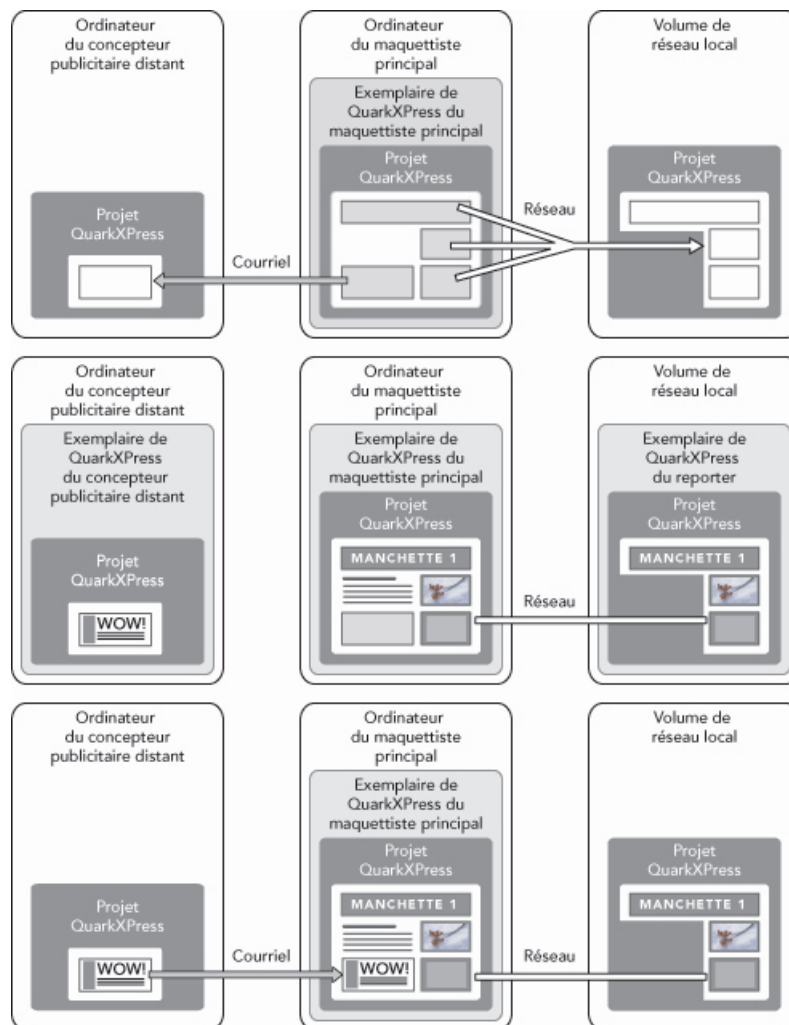 Ordinateur
du concepteur
publicitaire distant
Projet
QuarkXPress
Courriel
Ordinateur
du maquettiste
principal
Exemplaire de
QuarkXPress du
maquettiste principal
Projet
QuarkXPress
Réseau
Volume de
réseau local
Projet
QuarkXPress
Ordinateur
du concepteur
publicitaire distant
Exemplaire de
QuarkXPress
du concepteur
publicitaire distant
Projet
QuarkXPress
WOW!
Ordinateur
du maquettiste
principal
Exemplaire de
QuarkXPress du
maquettiste principal
Projet
QuarkXPress
MANCHETTE 1
Réseau
Volume de
réseau local
Exemplaire de
QuarkXPress
du reporter
Projet
QuarkXPress
MANCHETTE 1
Ordinateur
du concepteur
publicitaire distant
Projet
QuarkXPress
WOW!
Courriel
Ordinateur
du maquettiste
principal
Exemplaire de
QuarkXPress du
maquettiste principal
Projet
QuarkXPress
MANCHETTE 1
WOW!
Réseau
Volume de
réseau local
Projet
QuarkXPress
MANCHETTE 1